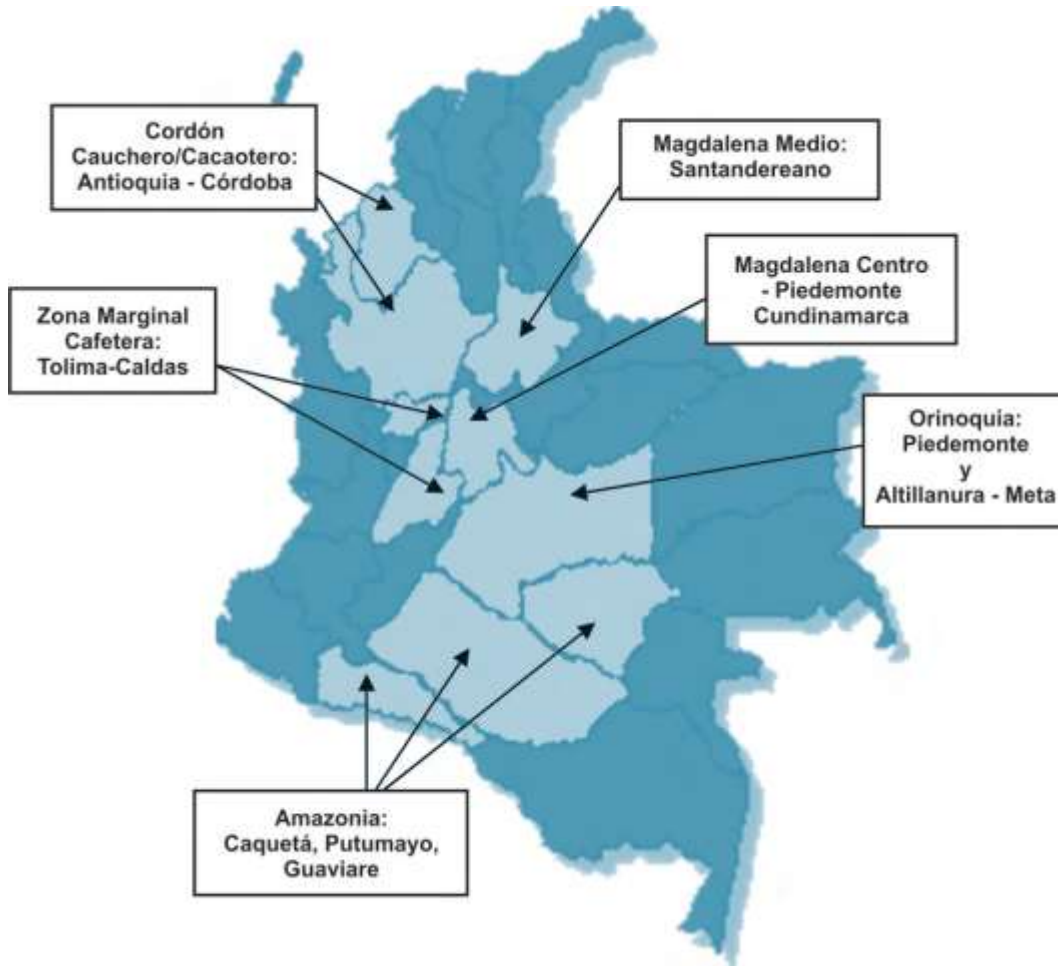 Cordón
Cauchero/Cacaotero:
Antioquia - Córdoba
Magdalena Medio:
Santandereano
Magdalena Centro
- Piedemonte
Cundinamarca
Zona Marginal
Cafetera:
Tolima-Caldas
Orinoquia:
Piedemonte
y
Altillanura - Meta
Amazonia:
Caquetá, Putumayo,
Guaviare